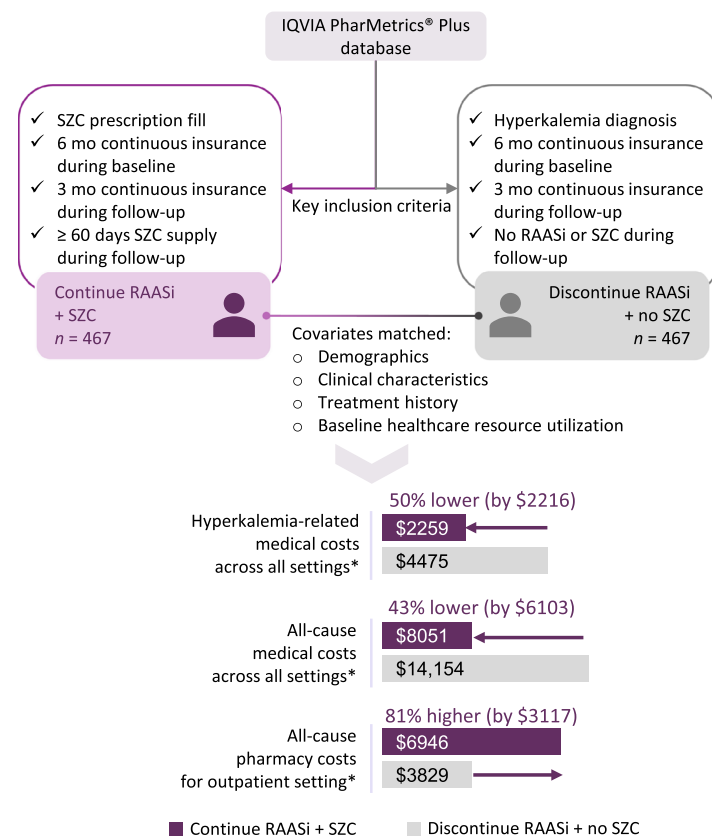 IQVIA PharMetrics® Plus
database
✓ SZC prescription fill
✓ 6 mo continuous insurance
during baseline
✓ 3 mo continuous insurance
during follow-up
✓ ≥ 60 days SZC supply
during follow-up
Key inclusion criteria
✓ Hyperkalemia diagnosis
✓ 6 mo continuous insurance
during baseline
✓ 3 mo continuous insurance
during follow-up
✓ No RAASi or SZC during
follow-up
Continue RAASi
+ SZC
n = 467
Discontinue RAASi
+ no SZC
n = 467
Covariates matched:
o Demographics
o Clinical characteristics
o Treatment history
o Baseline healthcare resource utilization
Hyperkalemia-related
medical costs
across all settings*
50% lower (by $2216)
$2259
$4475
All-cause
medical costs
across all settings*
43% lower (by $6103)
$8051
$14,154
All-cause
pharmacy costs
for outpatient setting*
81% higher (by $3117)
$6946
$3829
Continue RAASi + SZC
Discontinue RAASi + no SZC